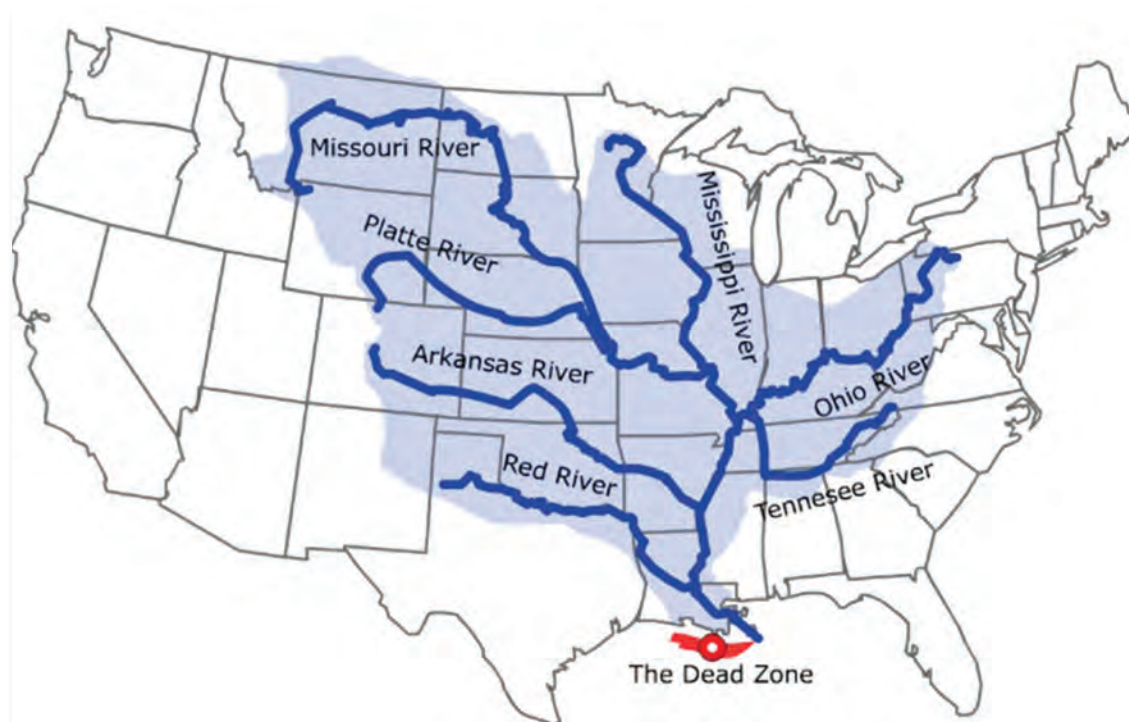 Missouri River
Mississippi River
Platte River
Arkansas River
Ohio River
Red River
Tennesee River
The Dead Zone